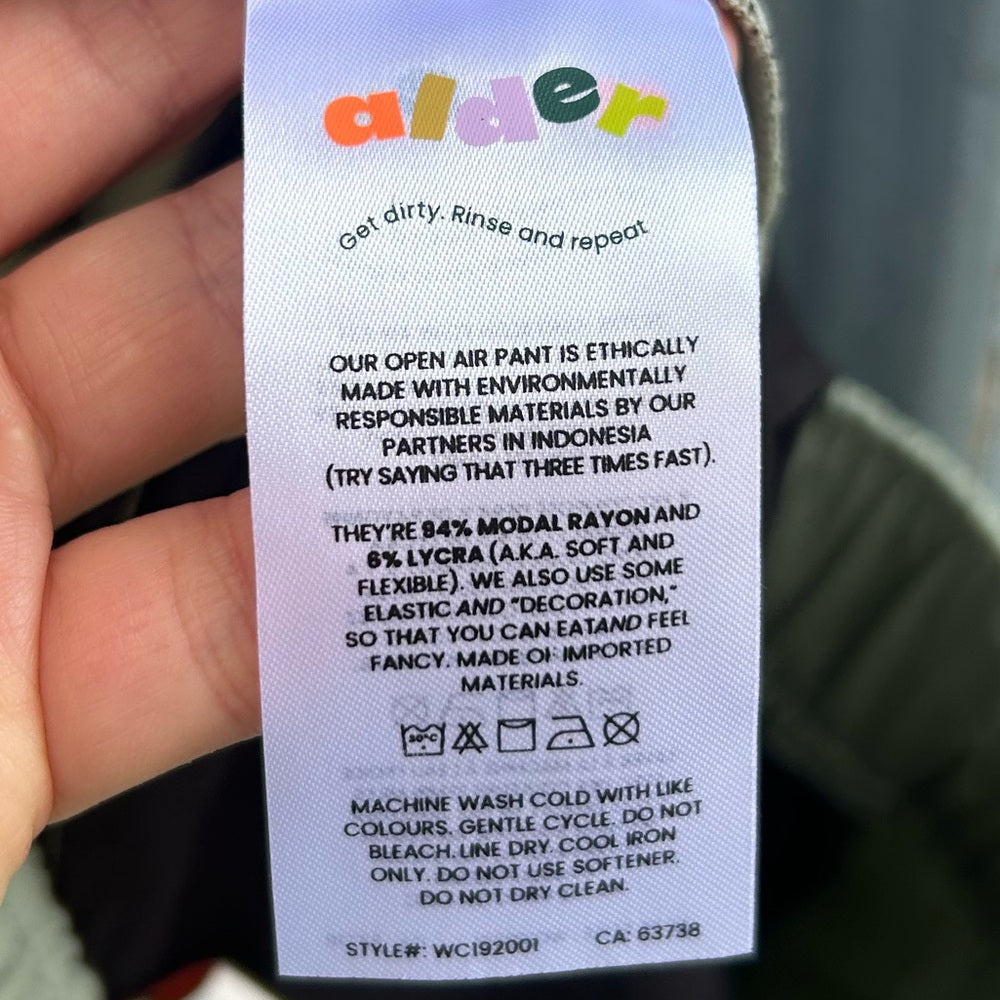 alder
Get dirty. Rinse and repeat
OUR OPEN AIR PANT IS ETHICALLY
MADE WITH ENVIRONMENTALLY
RESPONSIBLE MATERIALS BY OUR
PARTNERS IN INDONESIA
(TRY SAYING THAT THREE TIMES FAST).
THEY'RE 94% MODAL RAYON AND
6% LYCRA (A.K.A. SOFT AND
FLEXIBLE). WE ALSO USE SOME
ELASTIC AND "DECORATION,"
SO THAT YOU CAN EAT AND FEEL
FANCY. MADE OF IMPORTED
MATERIALS.
30°C
MACHINE WASH COLD WITH LIKE
COLOURS. GENTLE CYCLE. DO NOT
BLEACH. LINE DRY. COOL IRON
ONLY. DO NOT USE SOFTENER.
DO NOT DRY CLEAN.
STYLE#: WC192001 CA: 63738